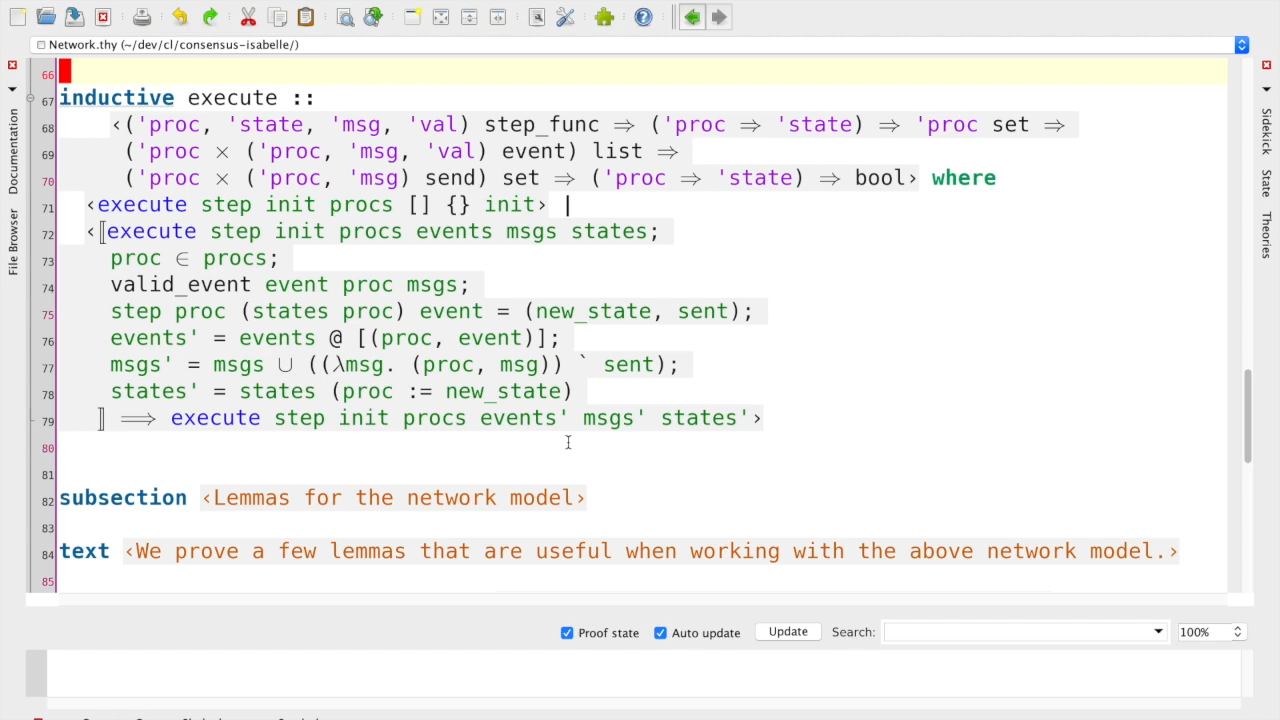 Network.thy (~/dev/cl/consensus-isabelle/)
66
67 inductive execute ::
68 ‹('proc, 'state, 'msg, 'val) step_func ⇒ ('proc ⇒ 'state) ⇒ 'proc set ⇒
69 ('proc × ('proc, 'msg, 'val) event) list ⇒
70 ('proc × ('proc, 'msg) send) set ⇒ ('proc ⇒ 'state) ⇒ bool› where
71 ‹execute step init procs [] {} init› |
72 ‹⟦execute step init procs events msgs states;
73 proc ∈ procs;
74 valid_event event proc msgs;
75 step proc (states proc) event = (new_state, sent);
76 events' = events @ [(proc, event)];
77 msgs' = msgs ∪ ((λmsg. (proc, msg)) ` sent);
78 states' = states (proc := new_state)
79 ⟧ ⟹ execute step init procs events' msgs' states'›
80
81
82 subsection ‹Lemmas for the network model›
83
84 text ‹We prove a few lemmas that are useful when working with the above network model.›
85
Documentation
File Browser
Sidekick
State
Theories
Proof state Auto update Update Search: 100%